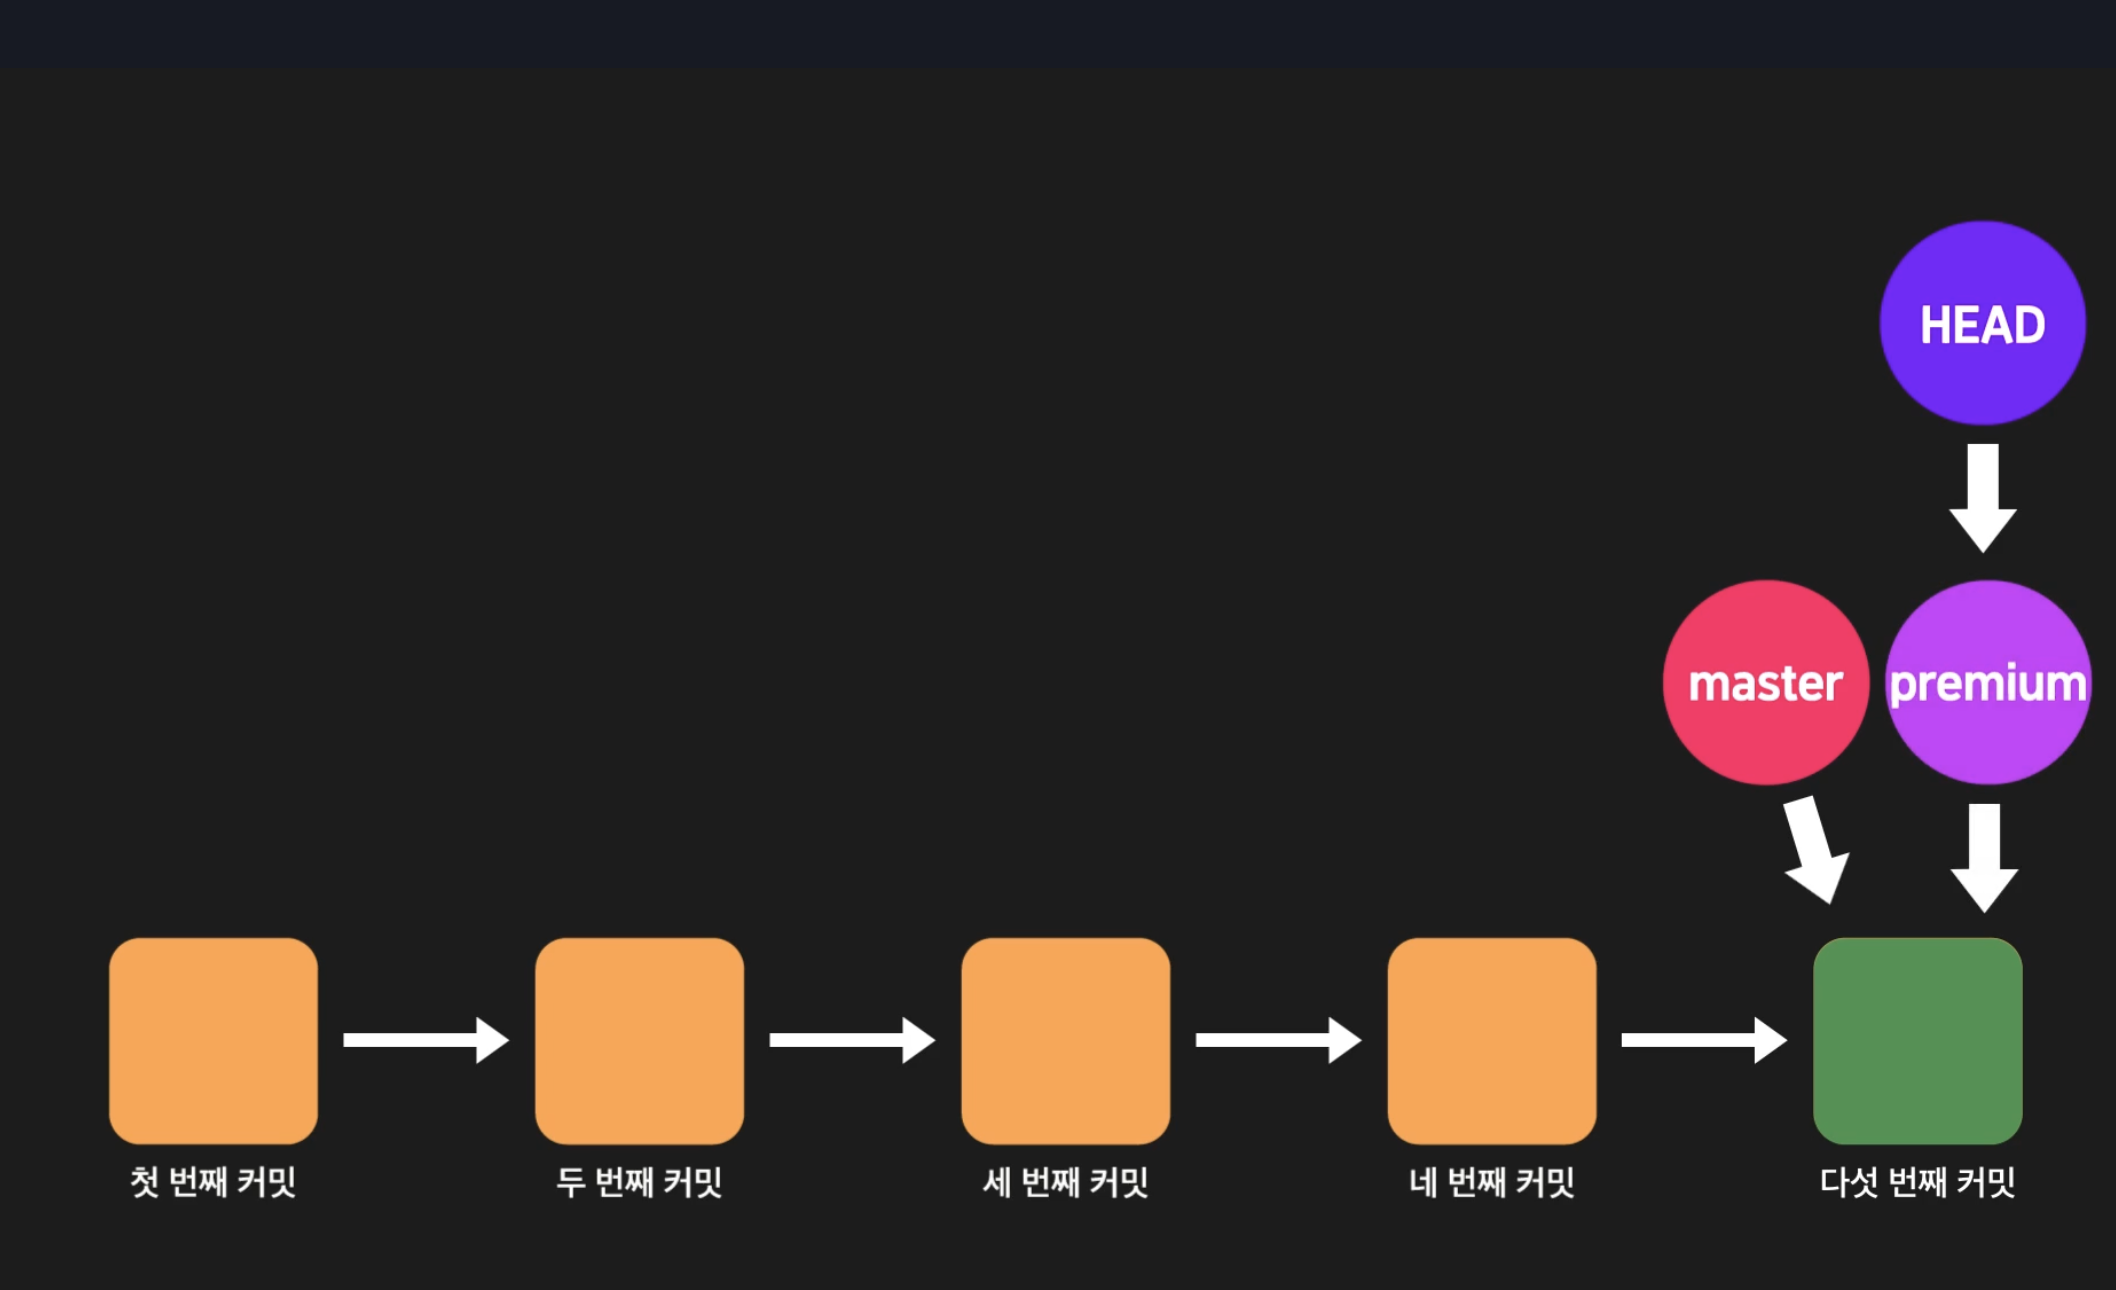 HEAD
master
premium
첫 번째 커밋
두 번째 커밋
세 번째 커밋
네 번째 커밋
다섯 번째 커밋